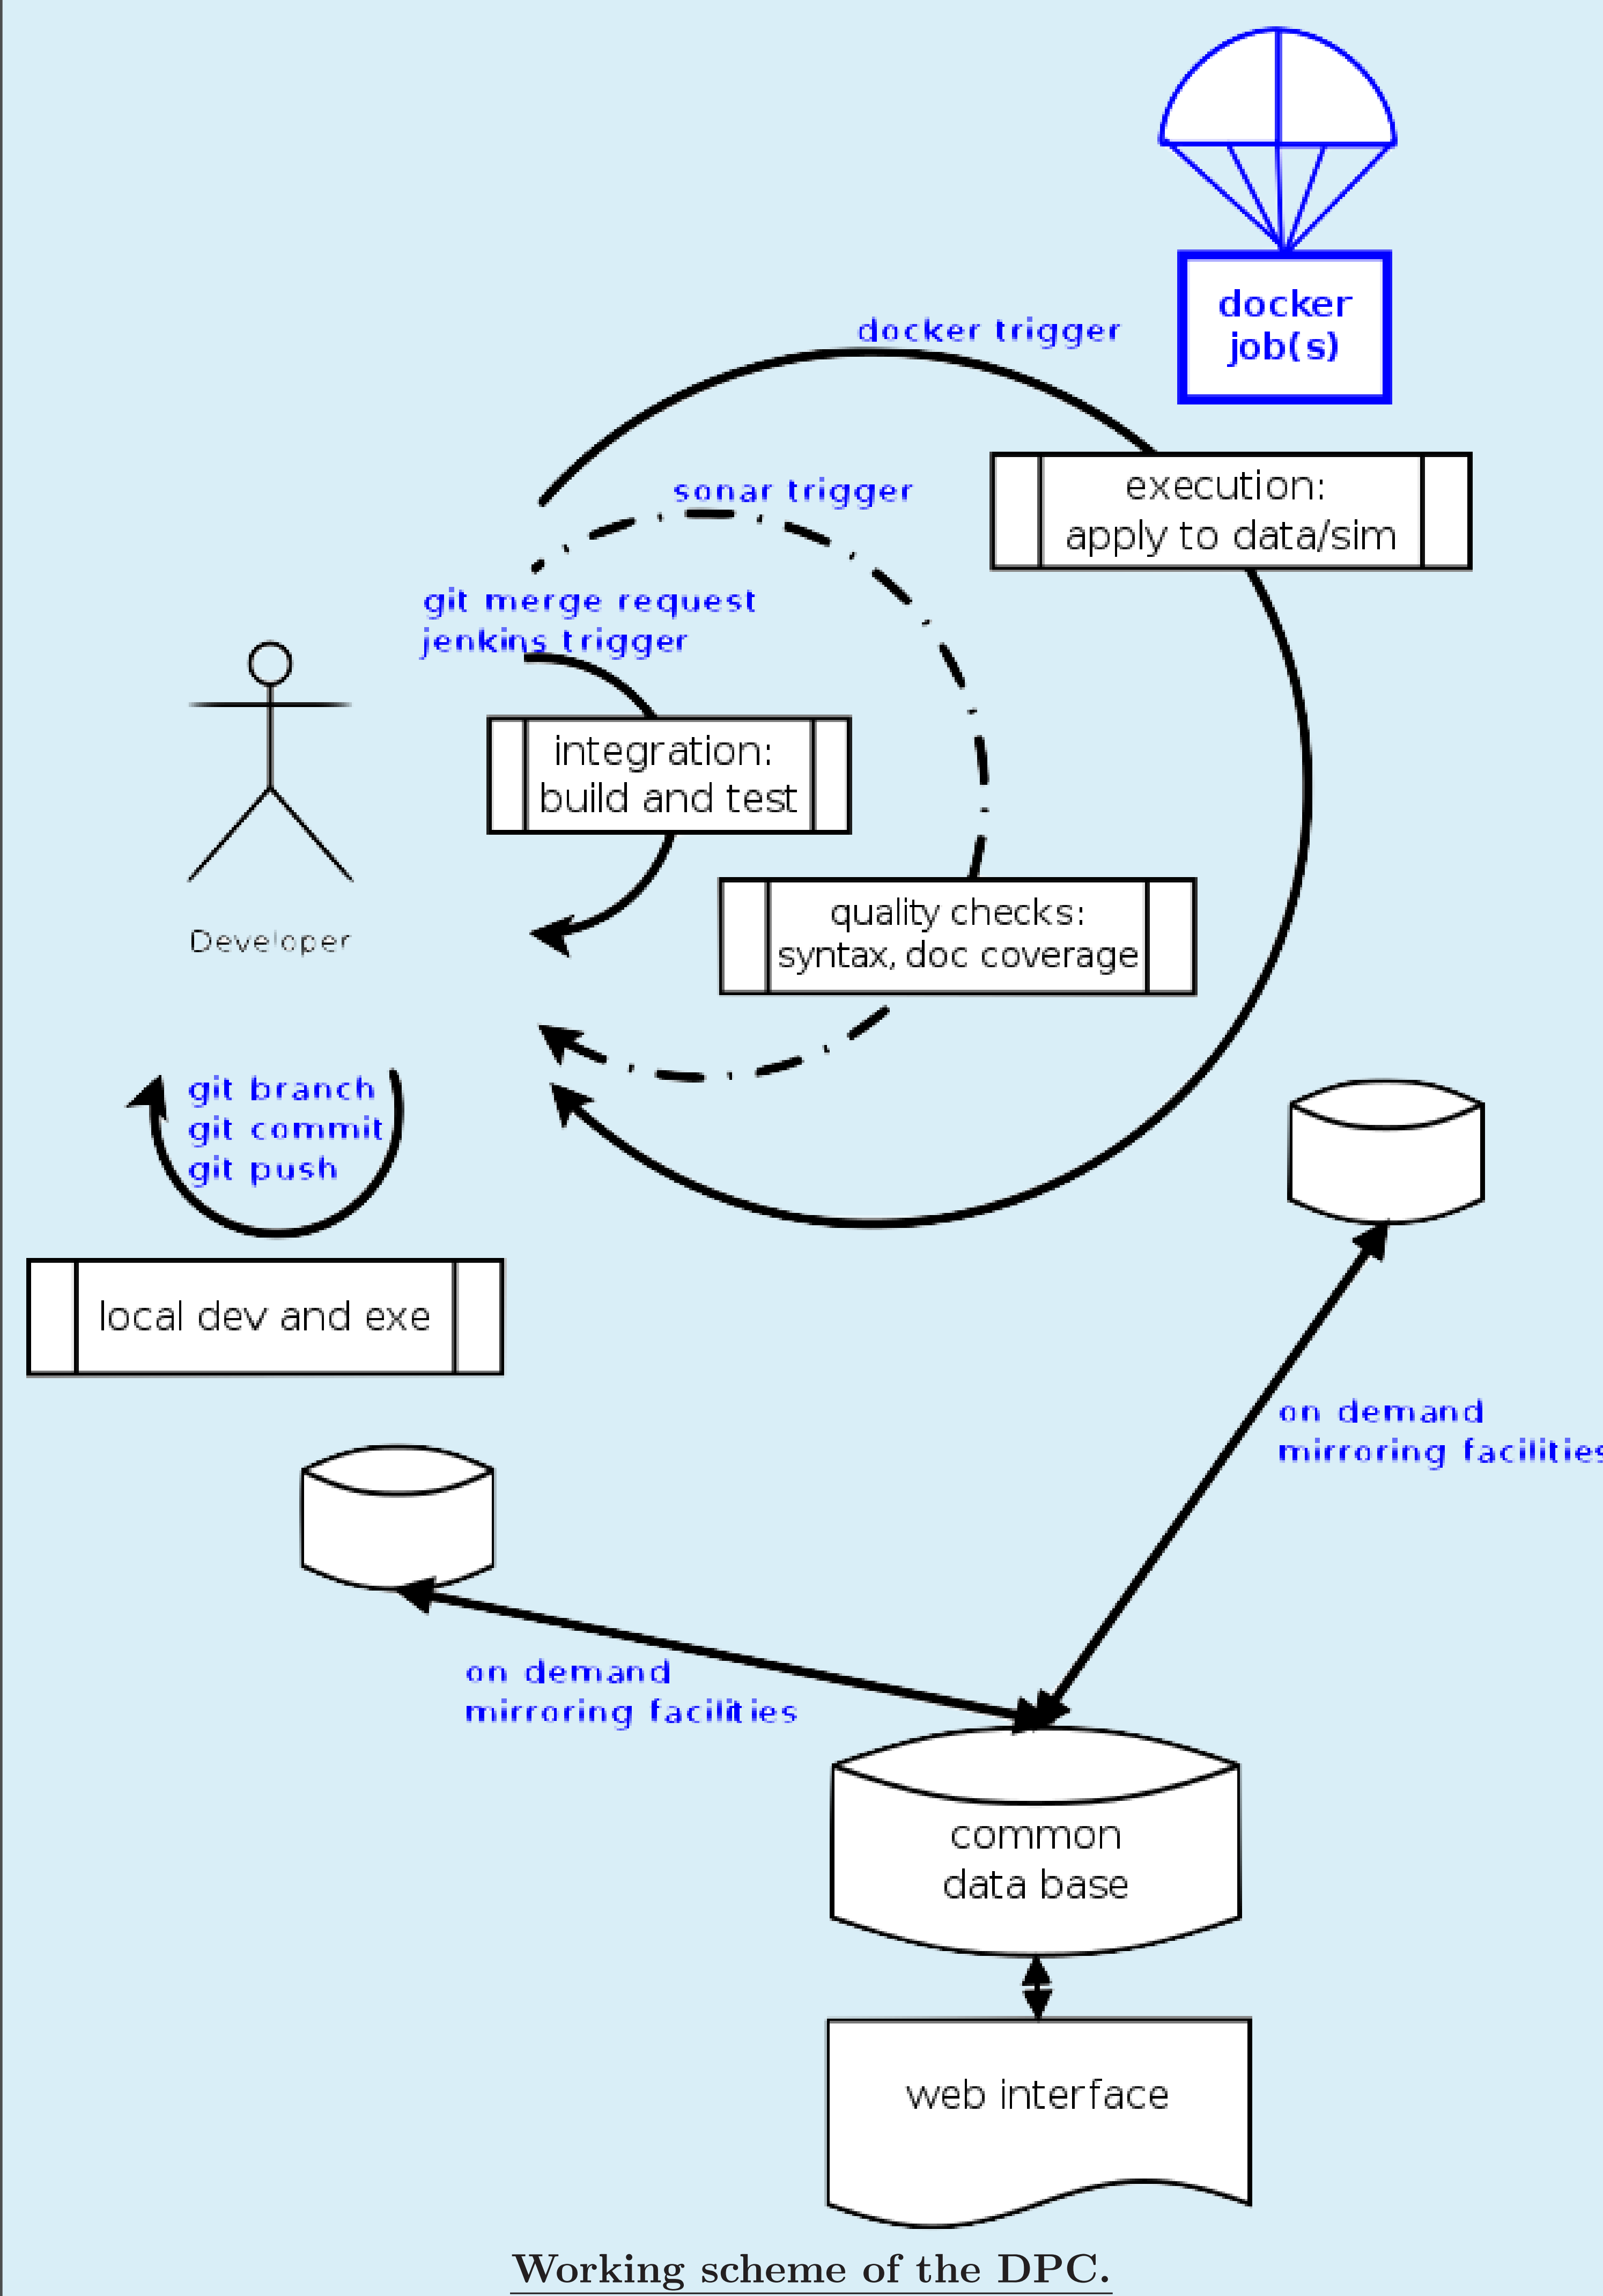 docker
job(s)
docker trigger
execution:
apply to data/sim
sonar trigger
git merge request
jenkins trigger
integration:
build and test
quality checks:
syntax, doc coverage
Developer
git branch
git commit
git push
local dev and exe
on demand
mirroring facilities
on demand
mirroring facilities
common
data base
web interface
Working scheme of the DPC.